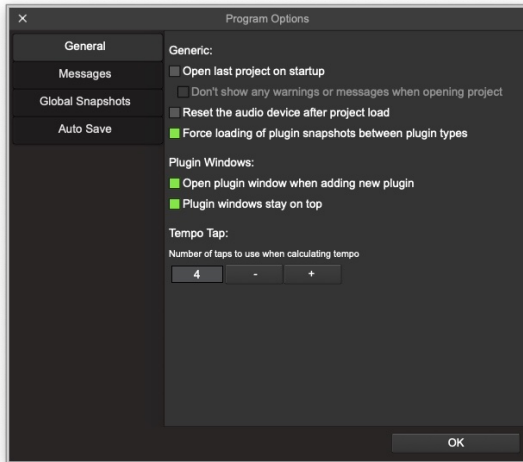 Program Options
General
Messages
Global Snapshots
Auto Save
Generic:
Open last project on startup
Don't show any warnings or messages when opening project
Reset the audio device after project load
Force loading of plugin snapshots between plugin types
Plugin Windows:
Open plugin window when adding new plugin
Plugin windows stay on top
Tempo Tap:
Number of taps to use when calculating tempo
4 - +
OK